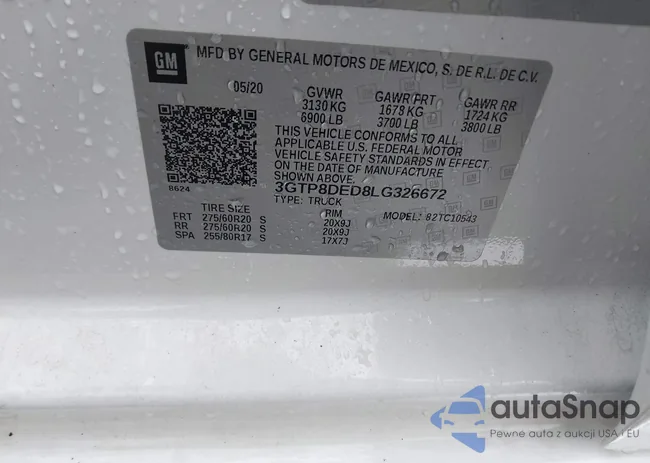 GM
MFD BY GENERAL MOTORS DE MEXICO, S. DE R.L. DE C.V.
05/20 GVWR GAWR FRT GAWR RR
3130 KG 1678 KG 1724 KG
6900 LB 3700 LB 3800 LB
THIS VEHICLE CONFORMS TO ALL
APPLICABLE U.S. FEDERAL MOTOR
VEHICLE SAFETY STANDARDS IN EFFECT
ON THE DATE OF MANUFACTURE
SHOWN ABOVE.
8624 3GTP8DED8LG326672
TYPE: TRUCK MODEL: 82TC10543
TIRE SIZE RIM
FRT 275/60R20 S 20X9J
RR 275/60R20 S 20X9J
SPA 255/80R17 S 17X7J
autaSnap
Pewne auta z aukcji USA i EU